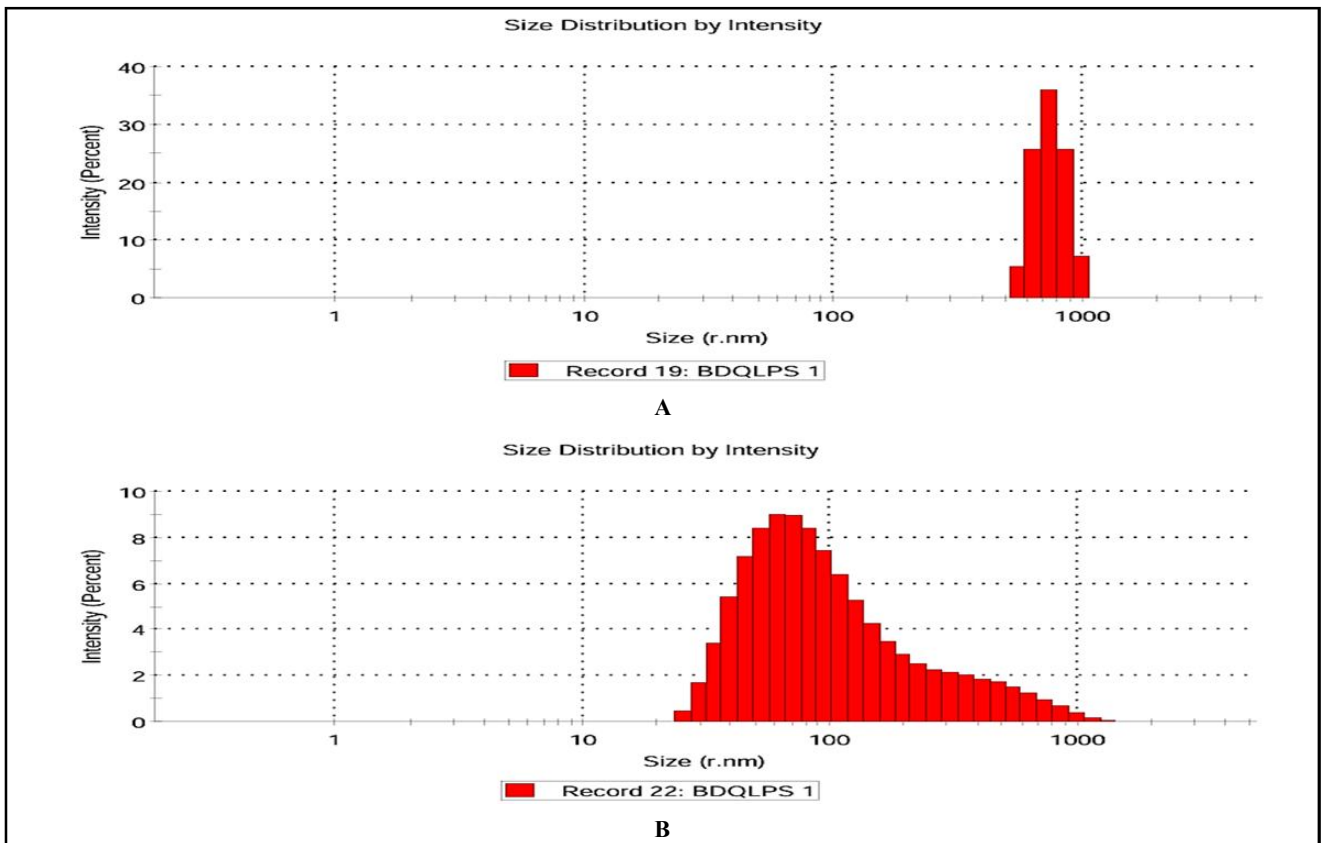 Size Distribution by Intensity
40
30
20
10
0
Intensity (Percent)
1 10 100 1000
Size (r.nm)
Record 19: BDQLPS 1
A
Size Distribution by Intensity
10
8
6
4
2
0
Intensity (Percent)
1 10 100 1000
Size (r.nm)
Record 22: BDQLPS 1
B